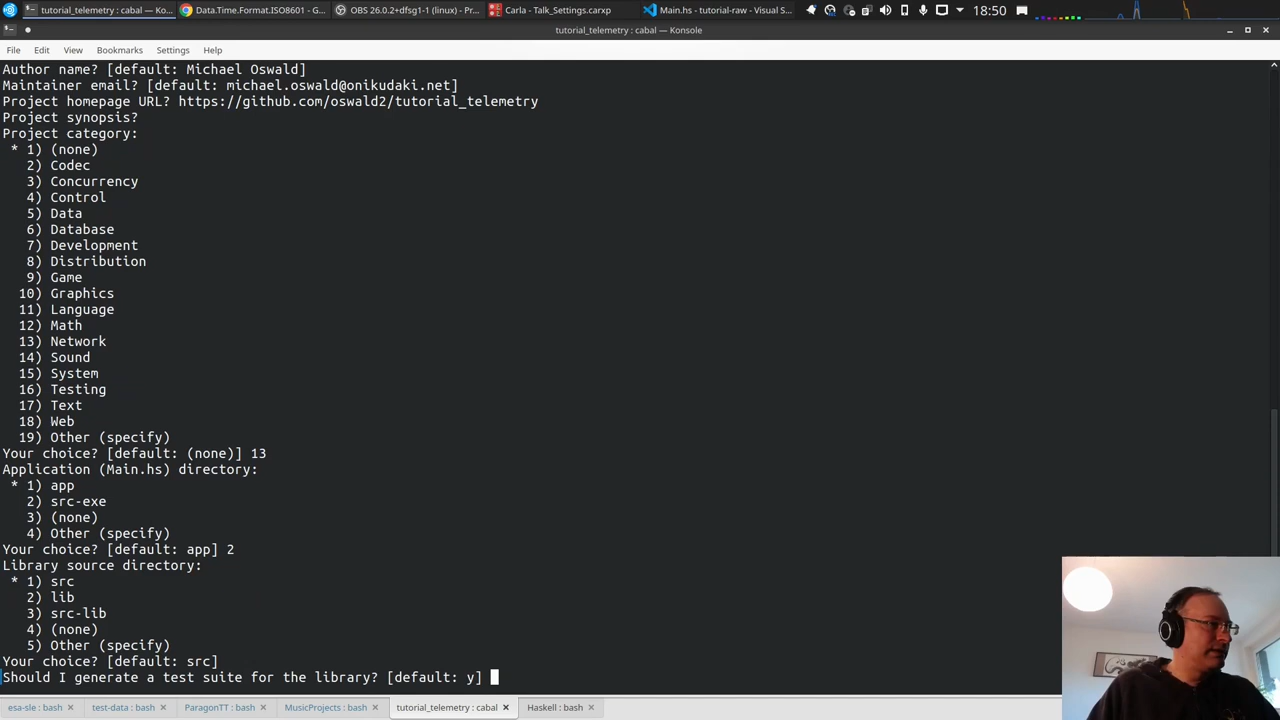 tutorial_telemetry : cabal — Ko...
Data.Time.Format.ISO8601 - G...
OBS 26.0.2+dfsg1-1 (linux) - Pr...
Carla - Talk_Settings.carxp
Main.hs - tutorial-raw - Visual S...
18:50
tutorial_telemetry : cabal — Konsole
File Edit View Bookmarks Settings Help
Author name? [default: Michael Oswald]
Maintainer email? [default: michael.oswald@onikudaki.net]
Project homepage URL? https://github.com/oswald2/tutorial_telemetry
Project synopsis?
Project category:
* 1) (none)
2) Codec
3) Concurrency
4) Control
5) Data
6) Database
7) Development
8) Distribution
9) Game
10) Graphics
11) Language
12) Math
13) Network
14) Sound
15) System
16) Testing
17) Text
18) Web
19) Other (specify)
Your choice? [default: (none)] 13
Application (Main.hs) directory:
* 1) app
2) src-exe
3) (none)
4) Other (specify)
Your choice? [default: app] 2
Library source directory:
* 1) src
2) lib
3) src-lib
4) (none)
5) Other (specify)
Your choice? [default: src]
Should I generate a test suite for the library? [default: y]
esa-sle : bash test-data : bash ParagonTT : bash MusicProjects : bash tutorial_telemetry : cabal Haskell : bash